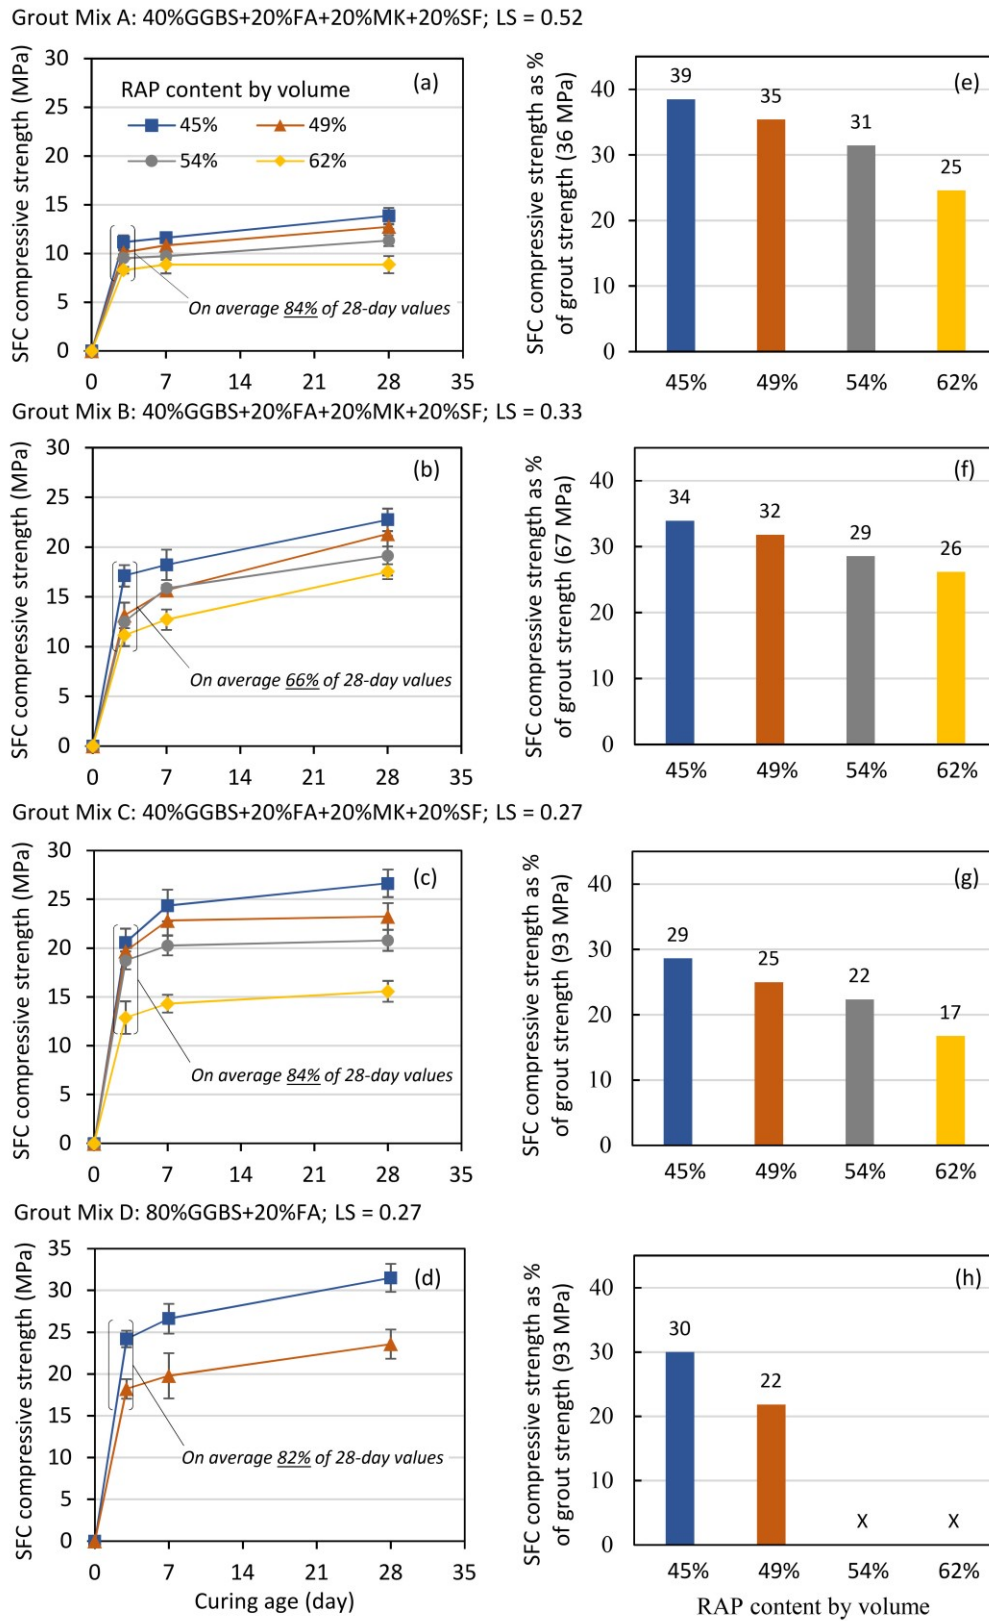 Grout Mix A: 40%GGBS+20%FA+20%MK+20%SF; LS = 0.52
SFC compressive strength (MPa)
30
25
20
15
10
5
0
(a)
RAP content by volume
45% 49%
54% 62%
On average 84% of 28-day values
0 7 14 21 28 35
SFC compressive strength as %
of grout strength (36 MPa)
40
30
20
10
0
(e)
39
35
31
25
45% 49% 54% 62%
Grout Mix B: 40%GGBS+20%FA+20%MK+20%SF; LS = 0.33
SFC compressive strength (MPa)
30
25
20
15
10
5
0
(b)
On average 66% of 28-day values
0 7 14 21 28 35
SFC compressive strength as %
of grout strength (67 MPa)
40
30
20
10
0
(f)
34
32
29
26
45% 49% 54% 62%
Grout Mix C: 40%GGBS+20%FA+20%MK+20%SF; LS = 0.27
SFC compressive strength (MPa)
30
25
20
15
10
5
0
(c)
On average 84% of 28-day values
0 7 14 21 28 35
SFC compressive strength as %
of grout strength (93 MPa)
40
30
20
10
0
(g)
29
25
22
17
45% 49% 54% 62%
Grout Mix D: 80%GGBS+20%FA; LS = 0.27
SFC compressive strength (MPa)
35
30
25
20
15
10
5
0
(d)
On average 82% of 28-day values
0 7 14 21 28 35
Curing age (day)
SFC compressive strength as %
of grout strength (93 MPa)
40
30
20
10
0
(h)
30
22
X X
45% 49% 54% 62%
RAP content by volume